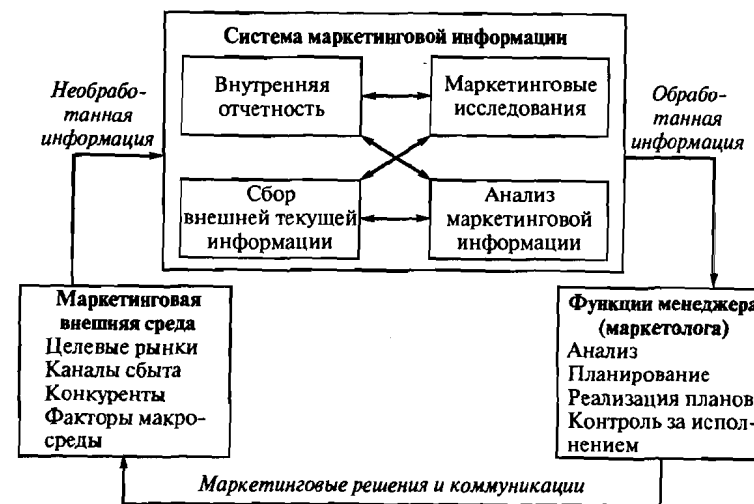 Система маркетинговой информации
Необрабо-
танная
информация
Внутренняя
отчетность
Маркетинговые
исследования
Обрабо-
танная
информация
Сбор
внешней текущей
информации
Анализ
маркетинговой
информации
Маркетинговая
внешняя среда
Целевые рынки
Каналы сбыта
Конкуренты
Факторы макро-
среды
Функции менеджера
(маркетолога)
Анализ
Планирование
Реализация планов
Контроль за испол-
нением
Маркетинговые решения и коммуникации